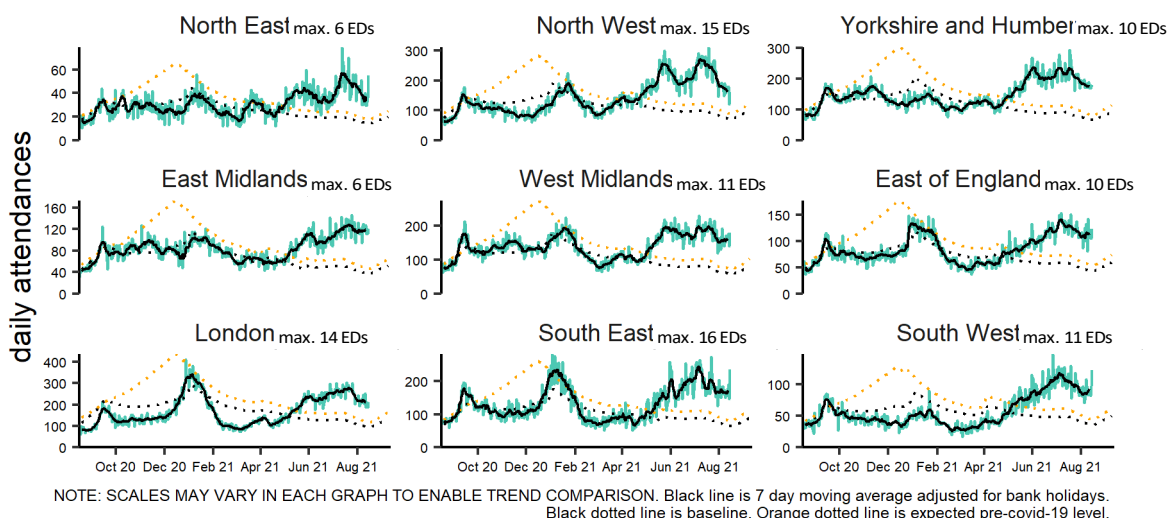 North East max. 6 EDs
North West max. 15 EDs
Yorkshire and Humber max. 10 EDs
60
40
20
0
300
200
100
0
300
200
100
0
daily attendances
East Midlands max. 6 EDs
West Midlands max. 11 EDs
East of England max. 10 EDs
160
120
80
40
0
200
100
0
150
100
50
0
London max. 14 EDs
South East max. 16 EDs
South West max. 11 EDs
400
300
200
100
0
200
100
0
100
50
0
Oct 20 Dec 20 Feb 21 Apr 21 Jun 21 Aug 21
Oct 20 Dec 20 Feb 21 Apr 21 Jun 21 Aug 21
Oct 20 Dec 20 Feb 21 Apr 21 Jun 21 Aug 21
NOTE: SCALES MAY VARY IN EACH GRAPH TO ENABLE TREND COMPARISON. Black line is 7 day moving average adjusted for bank holidays.
Black dotted line is baseline. Orange dotted line is expected pre-covid-19 level.